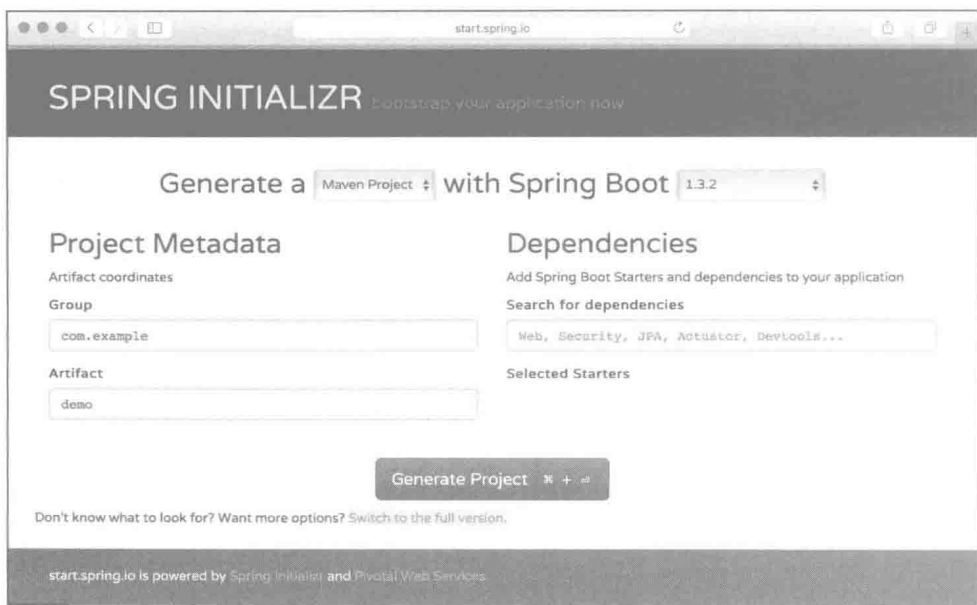 start.spring.io
SPRING INITIALIZR bootstrap your application now
Generate a Maven Project with Spring Boot 1.3.2
Project Metadata
Artifact coordinates
Group
com.example
Artifact
demo
Dependencies
Add Spring Boot Starters and dependencies to your application
Search for dependencies
Web, Security, JPA, Actuator, Devtools...
Selected Starters
Generate Project ⌘ + ⏎
Don't know what to look for? Want more options? Switch to the full version.
start.spring.io is powered by Spring Initializr and Pivotal Web Services